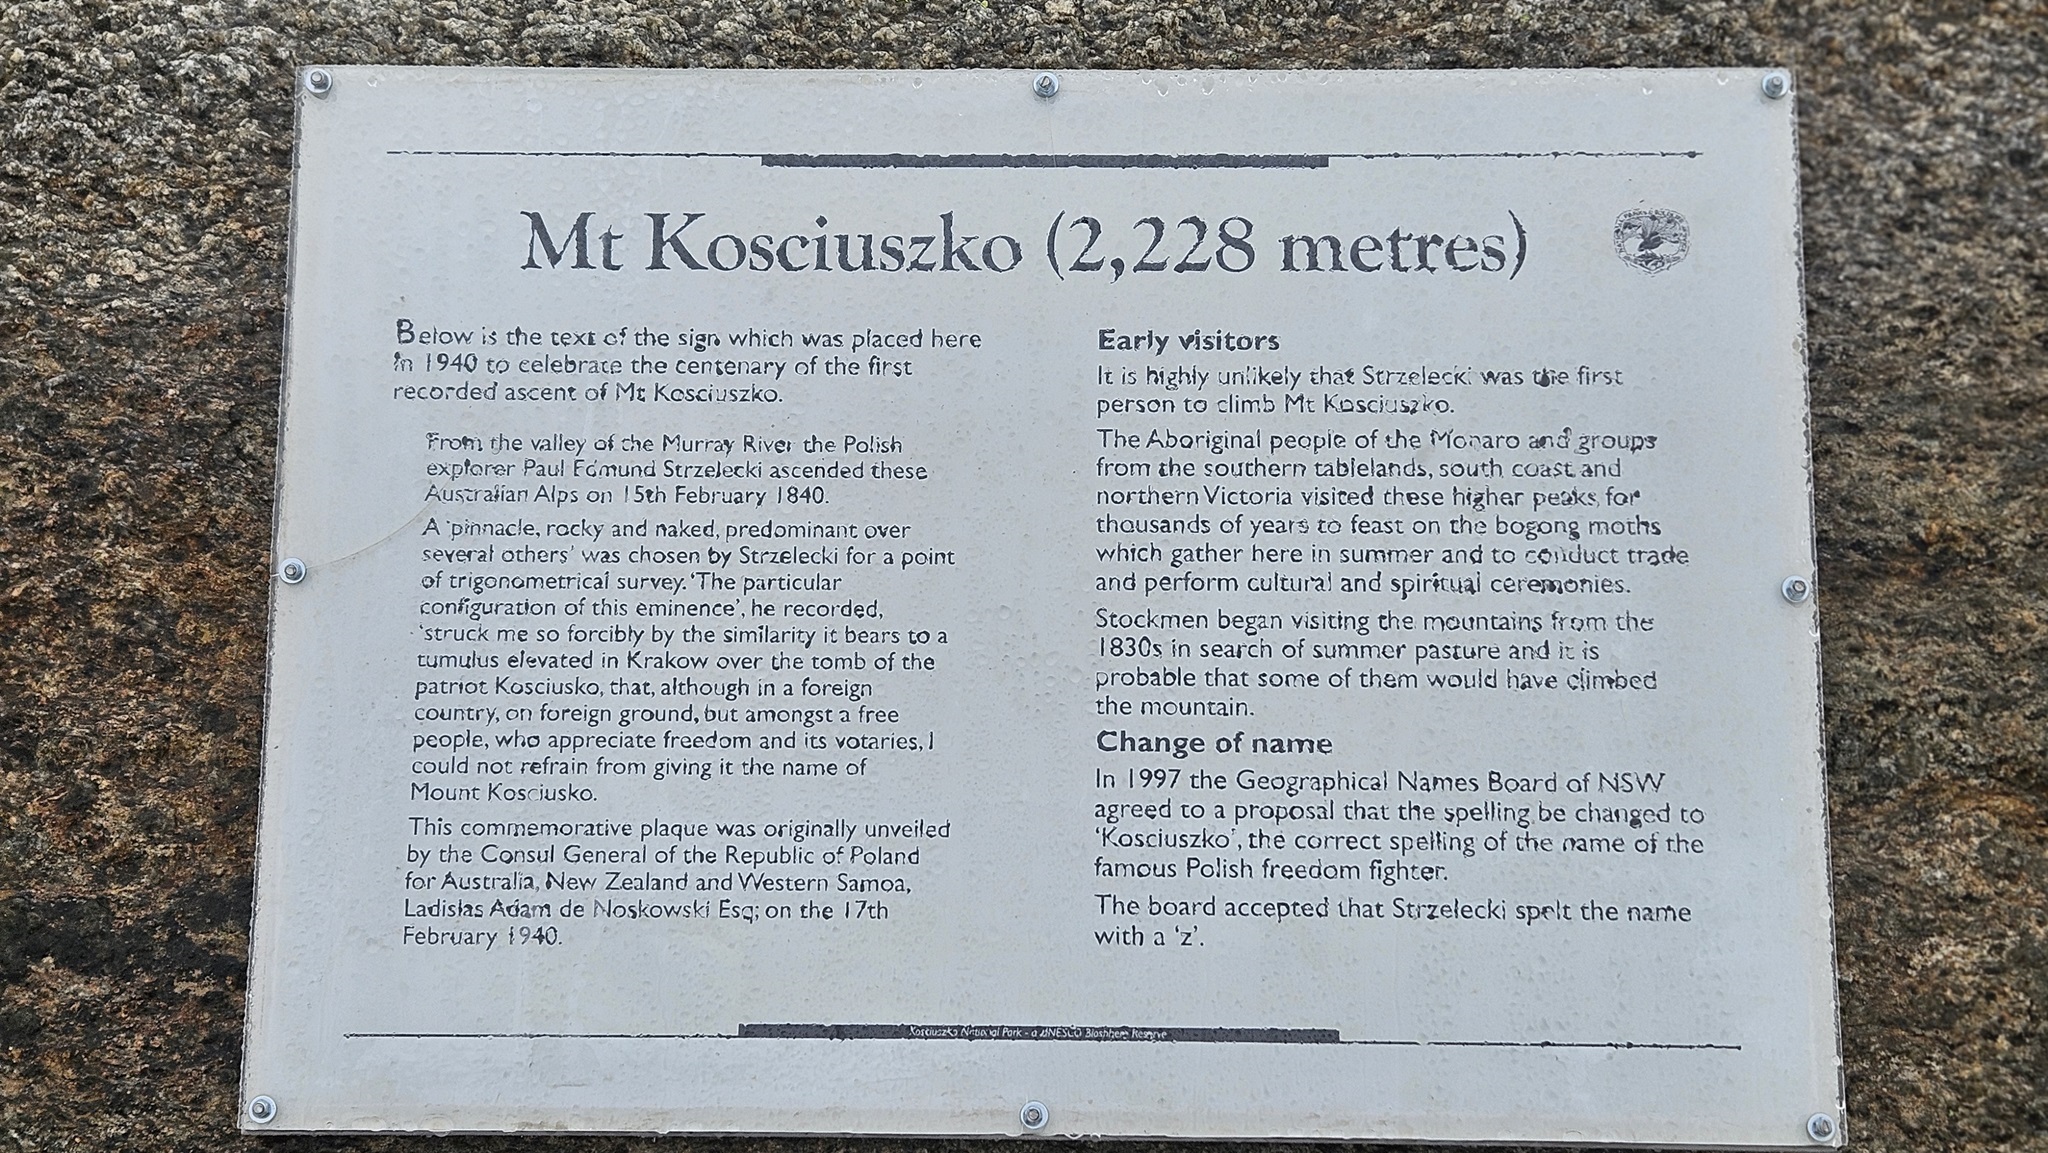 Mt Kosciuszko (2,228 metres)
Below is the text of the sign which was placed here
in 1940 to celebrate the centenary of the first
recorded ascent of Mt Kosciuszko.
From the valley of the Murray River the Polish
explorer Paul Edmund Strzelecki ascended these
Australian Alps on 15th February 1840.
A 'pinnacle, rocky and naked, predominant over
several others' was chosen by Strzelecki for a point
of trigonometrical survey. 'The particular
configuration of this eminence', he recorded,
'struck me so forcibly by the similarity it bears to a
tumulus elevated in Krakow over the tomb of the
patriot Kosciusko, that, although in a foreign
country, on foreign ground, but amongst a free
people, who appreciate freedom and its votaries, I
could not refrain from giving it the name of
Mount Kosciusko.
This commemorative plaque was originally unveiled
by the Consul General of the Republic of Poland
for Australia, New Zealand and Western Samoa,
Ladislas Adam de Noskowski Esq; on the 17th
February 1940.
Early visitors
It is highly unlikely that Strzelecki was the first
person to climb Mt Kosciuszko.
The Aboriginal people of the Monaro and groups
from the southern tablelands, south coast and
northern Victoria visited these higher peaks, for
thousands of years to feast on the bogong moths
which gather here in summer and to conduct trade
and perform cultural and spiritual ceremonies.
Stockmen began visiting the mountains from the
1830s in search of summer pasture and it is
probable that some of them would have climbed
the mountain.
Change of name
In 1997 the Geographical Names Board of NSW
agreed to a proposal that the spelling be changed to
'Kosciuszko', the correct spelling of the name of the
famous Polish freedom fighter.
The board accepted that Strzelecki spelt the name
with a 'z'.
Kosciuszko National Park - a UNESCO Biosphere Reserve